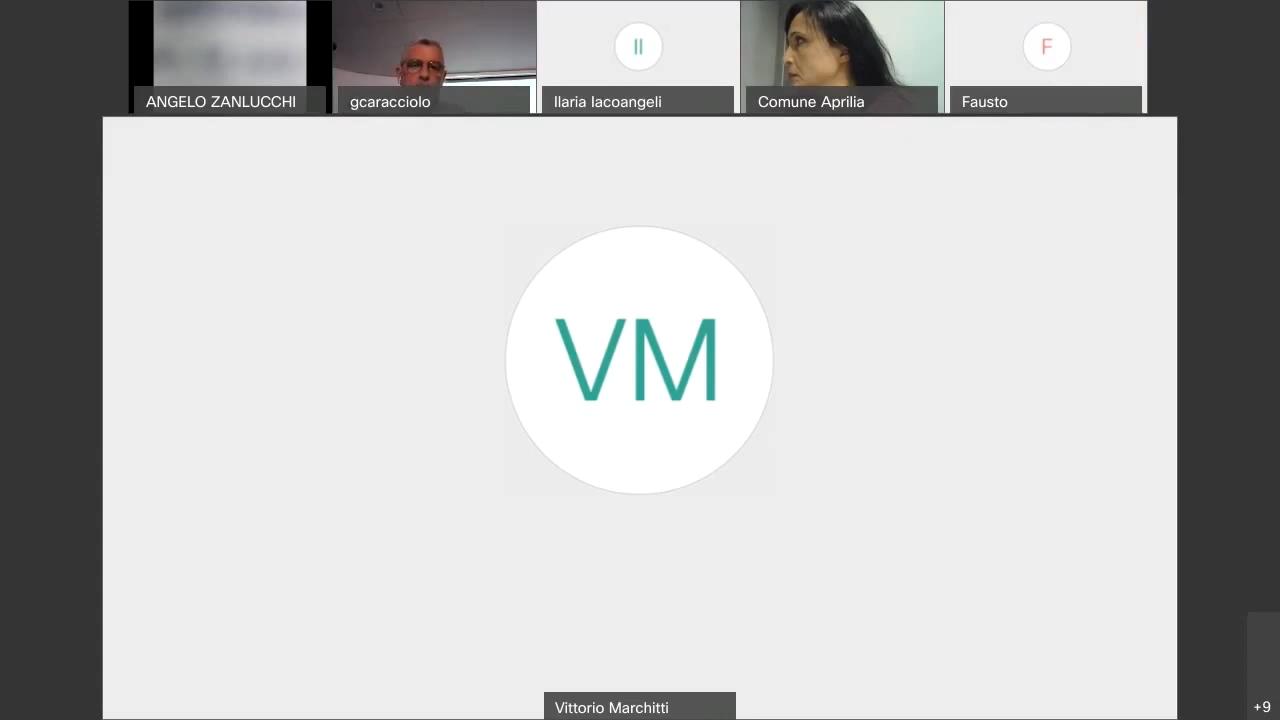 II
F
ANGELO ZANLUCCHI
gcaracciolo
Ilaria Iacoangeli
Comune Aprilia
Fausto
VM
Vittorio Marchitti
+9